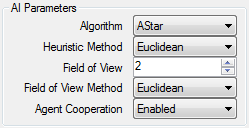 AI Parameters
Algorithm AStar
Heuristic Method Euclidean
Field of View 2
Field of View Method Euclidean
Agent Cooperation Enabled